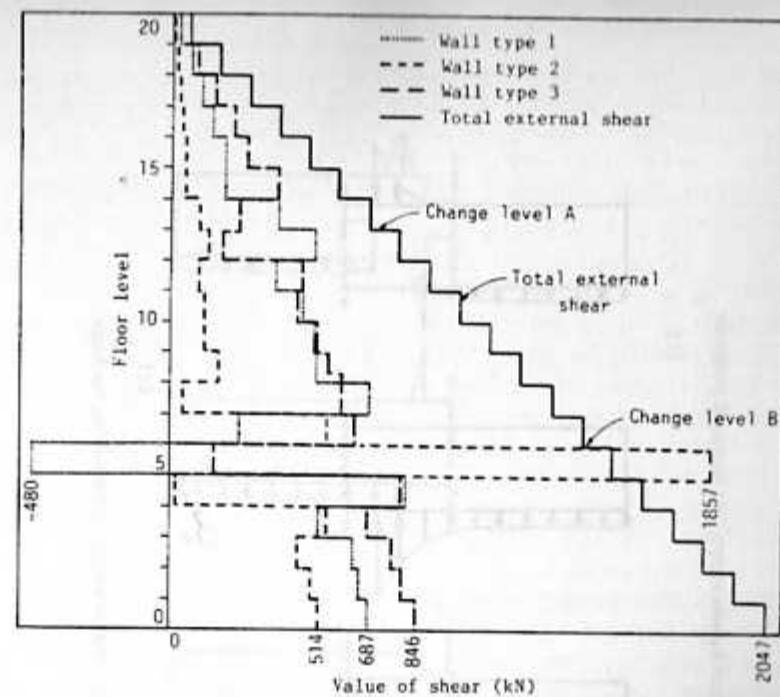 20
15
10
5
0
Floor level
Wall type 1
Wall type 2
Wall type 3
Total external shear
Change level A
Total external
shear
Change level B
-480
1857
0
514
687
846
2047
Value of shear (kN)